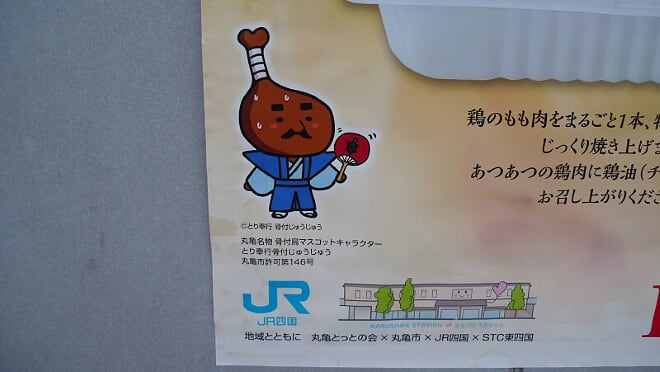 鶏のもも肉をまるごと1本、
じっくり焼き上げ
あつあつの鶏肉に鶏油(チ
お召し上がりくだ
©とり奉行 骨付じゅうじゅう
丸亀名物 骨付鳥マスコットキャラクター
とり奉行骨付じゅうじゅう
丸亀市許可第146号
JR
JR四国
MARUGAME STATION
地域とともに 丸亀とっとの会×丸亀市×JR四国×STC東四国